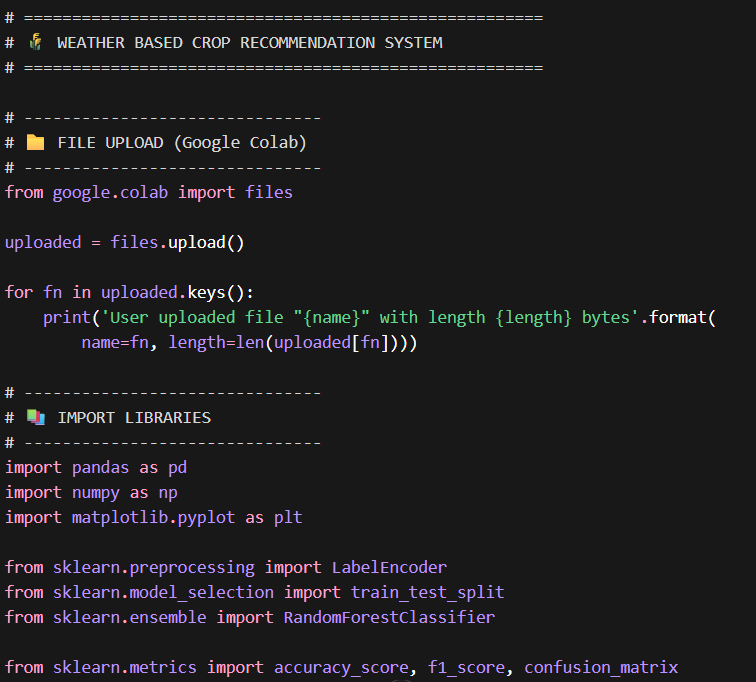 # ======================================================
# 🌾 WEATHER BASED CROP RECOMMENDATION SYSTEM
# ======================================================
# -------------------------------
# 📁 FILE UPLOAD (Google Colab)
# -------------------------------
from google.colab import files
uploaded = files.upload()
for fn in uploaded.keys():
    print('User uploaded file "{name}" with length {length} bytes'.format(
        name=fn, length=len(uploaded[fn])))
# -------------------------------
# 📚 IMPORT LIBRARIES
# -------------------------------
import pandas as pd
import numpy as np
import matplotlib.pyplot as plt
from sklearn.preprocessing import LabelEncoder
from sklearn.model_selection import train_test_split
from sklearn.ensemble import RandomForestClassifier
from sklearn.metrics import accuracy_score, f1_score, confusion_matrix